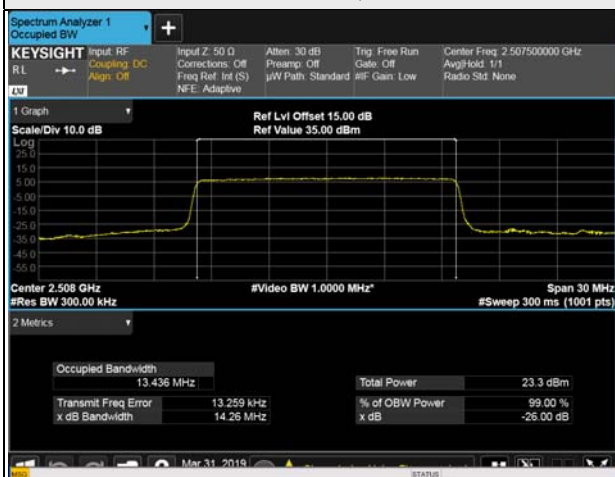 Spectrum Analyzer 1
Occupied BW
KEYSIGHT
RL
LXI
Input: RF
Coupling: DC
Align: Off
Input Z: 50 Ω
Corrections: Off
Freq Ref: Int (S)
NFE: Adaptive
Atten: 30 dB
Preamp: Off
µW Path: Standard
Trig: Free Run
Gate: Off
#IF Gain: Low
Center Freq: 2.507500000 GHz
Avg|Hold: 1/1
Radio Std: None
1 Graph
Scale/Div 10.0 dB
Ref Lvl Offset 15.00 dB
Ref Value 35.00 dBm
Log
25.0
15.0
5.00
-5.00
-15.0
-25.0
-35.0
-45.0
-55.0
Center 2.508 GHz
#Res BW 300.00 kHz
#Video BW 1.0000 MHz*
Span 30 MHz
#Sweep 300 ms (1001 pts)
2 Metrics
Occupied Bandwidth
13.436 MHz
Total Power 23.3 dBm
Transmit Freq Error 13.259 kHz
% of OBW Power 99.00 %
x dB Bandwidth 14.26 MHz
x dB -26.00 dB
Mar 31, 2019
MSG
STATUS